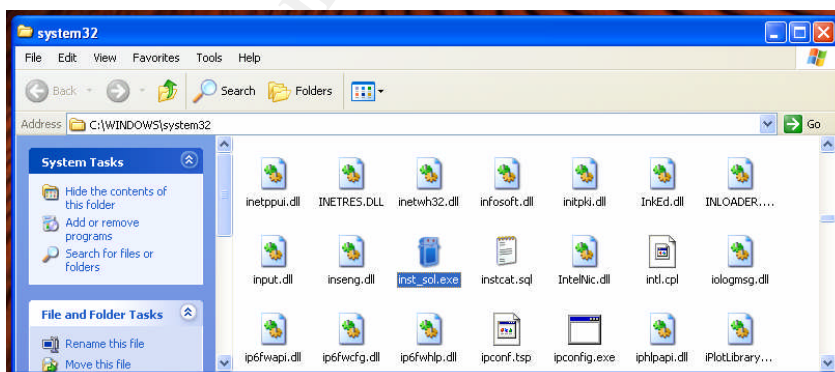 system32
File Edit View Favorites Tools Help
Back Search Folders
Address C:\WINDOWS\system32 Go
System Tasks
Hide the contents of
this folder
Add or remove
programs
Search for files or
folders
File and Folder Tasks
Rename this file
Move this file
inetppui.dll INETRES.DLL inetwh32.dll infosoft.dll initpki.dll InkEd.dll INLOADER....
input.dll inseng.dll inst_sol.exe instcat.sql IntelNic.dll intl.cpl iologmsg.dll
ip6fwapi.dll ip6fwcfg.dll ip6fwhlp.dll ipconf.tsp ipconfig.exe iphlpapi.dll iPlotLibrary...